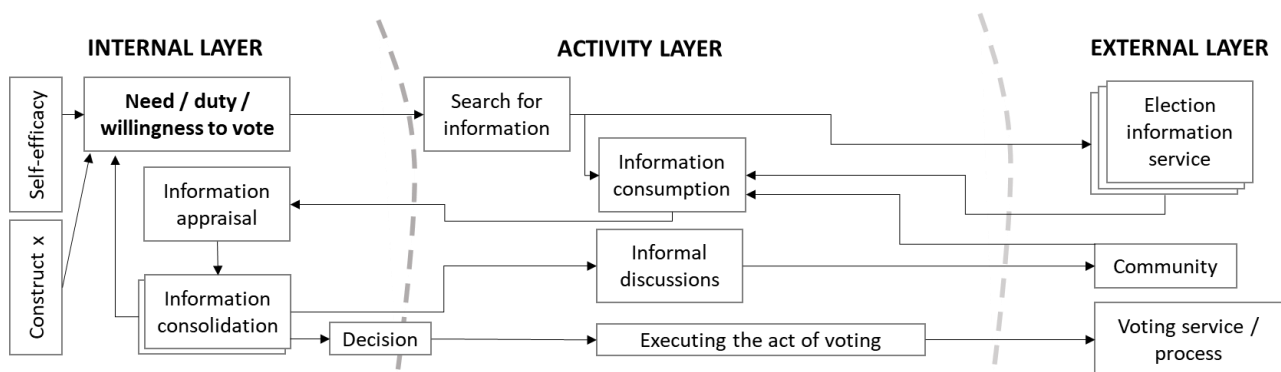 INTERNAL LAYER
ACTIVITY LAYER
EXTERNAL LAYER
Self-efficacy
Construct x
Need / duty /
willingness to vote
Information
appraisal
Information
consolidation
Decision
Search for
information
Information
consumption
Informal
discussions
Executing the act of voting
Election
information
service
Community
Voting service /
process